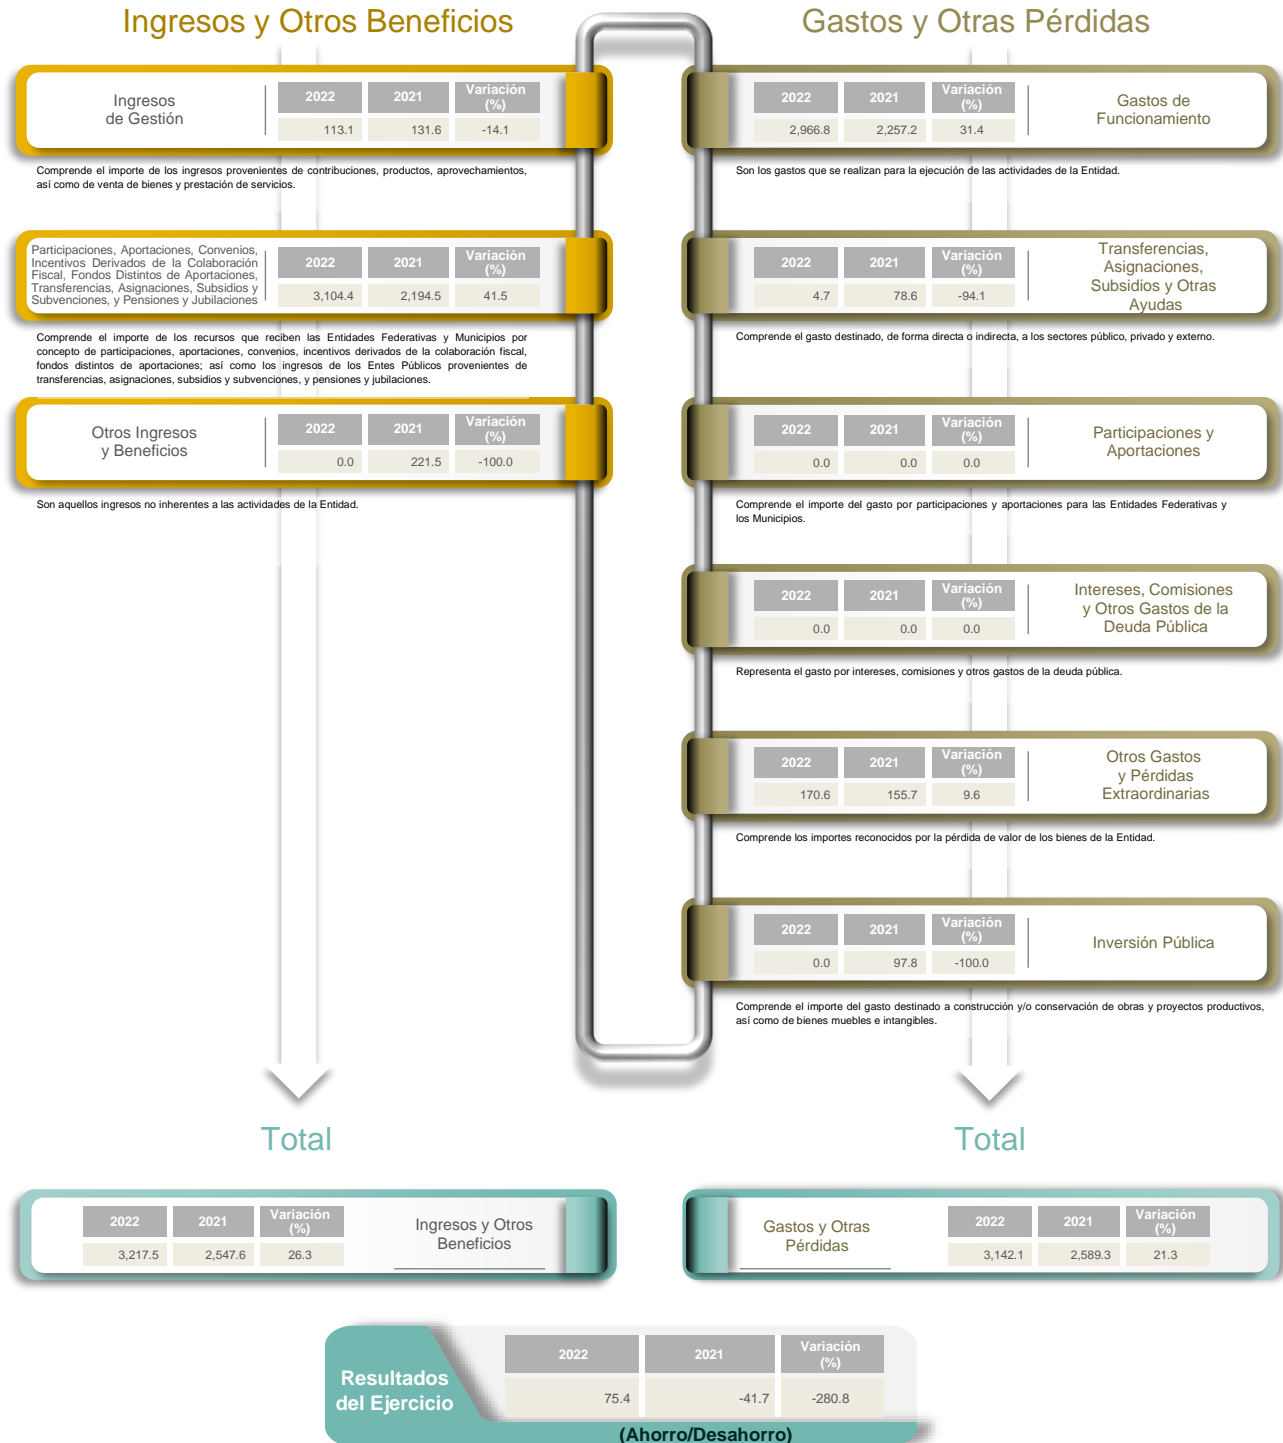 Ingresos y Otros Beneficios
Ingresos
de Gestión
2022 2021 Variación (%)
113.1 131.6 -14.1
Comprende el importe de los ingresos provenientes de contribuciones, productos, aprovechamientos,
así como de venta de bienes y prestación de servicios.
Participaciones, Aportaciones, Convenios,
Incentivos Derivados de la Colaboración
Fiscal, Fondos Distintos de Aportaciones,
Transferencias, Asignaciones, Subsidios y
Subvenciones, y Pensiones y Jubilaciones
2022 2021 Variación (%)
3,104.4 2,194.5 41.5
Comprende el importe de los recursos que reciben las Entidades Federativas y Municipios por
concepto de participaciones, aportaciones, convenios, incentivos derivados de la colaboración fiscal,
fondos distintos de aportaciones; así como los ingresos de los Entes Públicos provenientes de
transferencias, asignaciones, subsidios y subvenciones, y pensiones y jubilaciones.
Otros Ingresos
y Beneficios
2022 2021 Variación (%)
0.0 221.5 -100.0
Son aquellos ingresos no inherentes a las actividades de la Entidad.
Gastos y Otras Pérdidas
2022 2021 Variación (%)
2,966.8 2,257.2 31.4
Gastos de
Funcionamiento
Son los gastos que se realizan para la ejecución de las actividades de la Entidad.
2022 2021 Variación (%)
4.7 78.6 -94.1
Transferencias,
Asignaciones,
Subsidios y Otras
Ayudas
Comprende el gasto destinado, de forma directa o indirecta, a los sectores público, privado y externo.
2022 2021 Variación (%)
0.0 0.0 0.0
Participaciones y
Aportaciones
Comprende el importe del gasto por participaciones y aportaciones para las Entidades Federativas y
los Municipios.
2022 2021 Variación (%)
0.0 0.0 0.0
Intereses, Comisiones
y Otros Gastos de la
Deuda Pública
Representa el gasto por intereses, comisiones y otros gastos de la deuda pública.
2022 2021 Variación (%)
170.6 155.7 9.6
Otros Gastos
y Pérdidas
Extraordinarias
Comprende los importes reconocidos por la pérdida de valor de los bienes de la Entidad.
2022 2021 Variación (%)
0.0 97.8 -100.0
Inversión Pública
Comprende el importe del gasto destinado a construcción y/o conservación de obras y proyectos productivos,
así como de bienes muebles e intangibles.
Total
2022 2021 Variación (%)
3,217.5 2,547.6 26.3
Ingresos y Otros
Beneficios
Total
Gastos y Otras
Pérdidas
2022 2021 Variación (%)
3,142.1 2,589.3 21.3
Resultados
del Ejercicio
2022 2021 Variación (%)
75.4 -41.7 -280.8
(Ahorro/Desahorro)